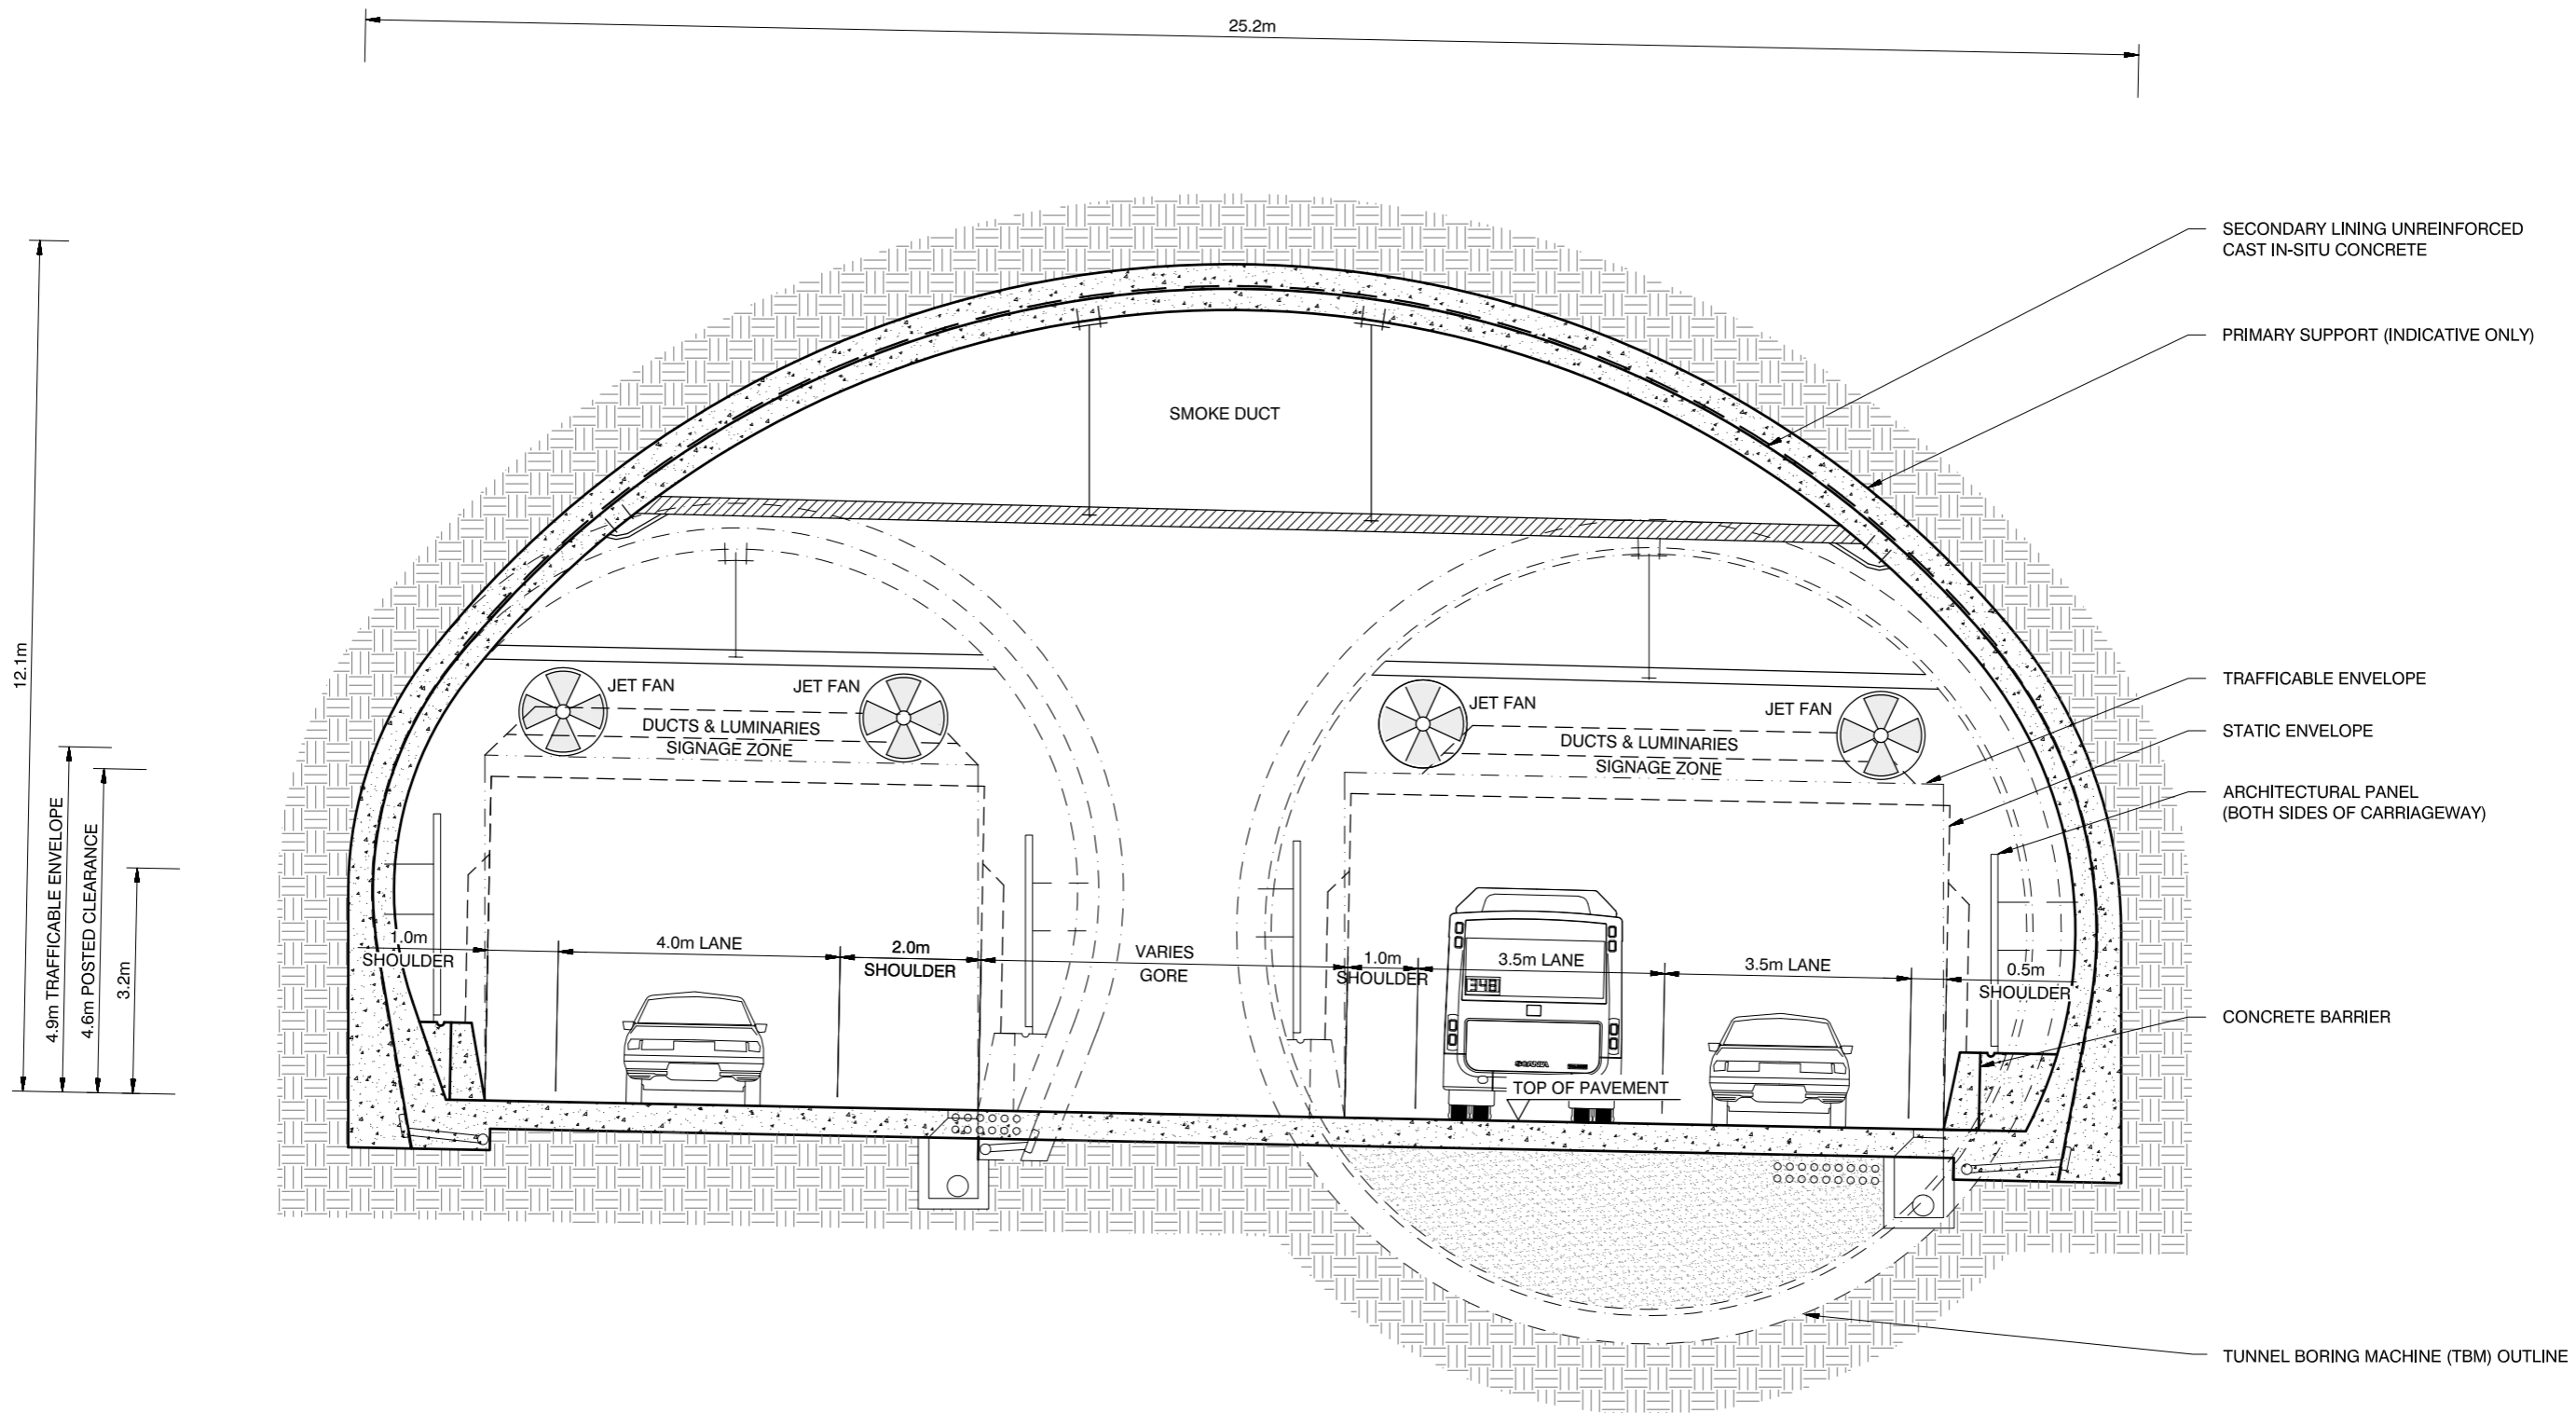 25.2m
SECONDARY LINING UNREINFORCED
CAST IN-SITU CONCRETE
PRIMARY SUPPORT (INDICATIVE ONLY)
SMOKE DUCT
12.1m
JET FAN
JET FAN
DUCTS & LUMINARIES
SIGNAGE ZONE
JET FAN
JET FAN
DUCTS & LUMINARIES
SIGNAGE ZONE
TRAFFICABLE ENVELOPE
STATIC ENVELOPE
ARCHITECTURAL PANEL
(BOTH SIDES OF CARRIAGEWAY)
4.9m TRAFFICABLE ENVELOPE
4.6m POSTED CLEARANCE
3.2m
1.0m
SHOULDER
4.0m LANE
2.0m
SHOULDER
VARIES
GORE
1.0m
SHOULDER
3.5m LANE
3.5m LANE
0.5m
SHOULDER
348
SCANIA
CONCRETE BARRIER
TOP OF PAVEMENT
TUNNEL BORING MACHINE (TBM) OUTLINE